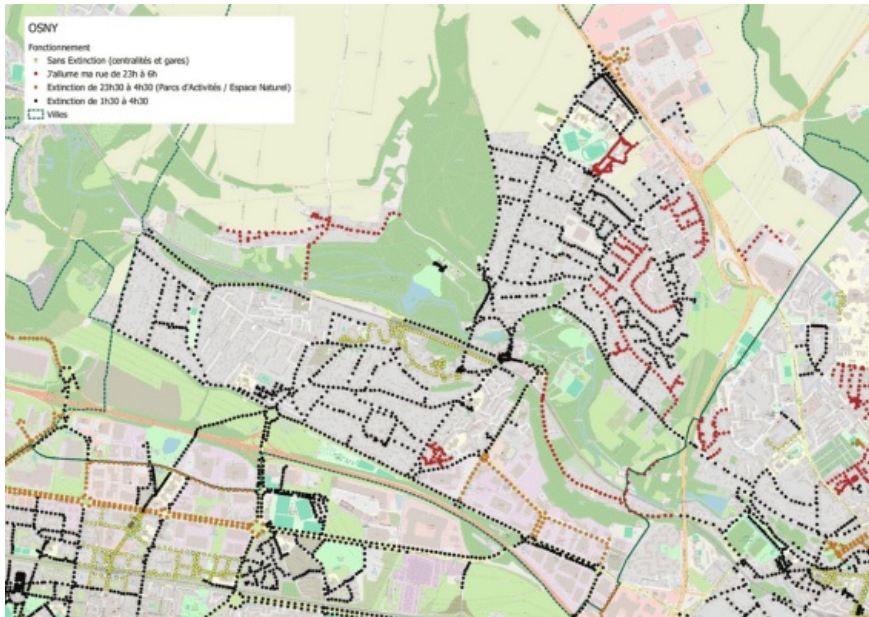 OSNY
Fonctionnement
Sans Extinction (centralités et gares)
J'allume ma rue de 23h à 6h
Extinction de 23h30 à 4h30 (Parcs d'Activités / Espace Naturel)
Extinction de 1h30 à 4h30
Villes